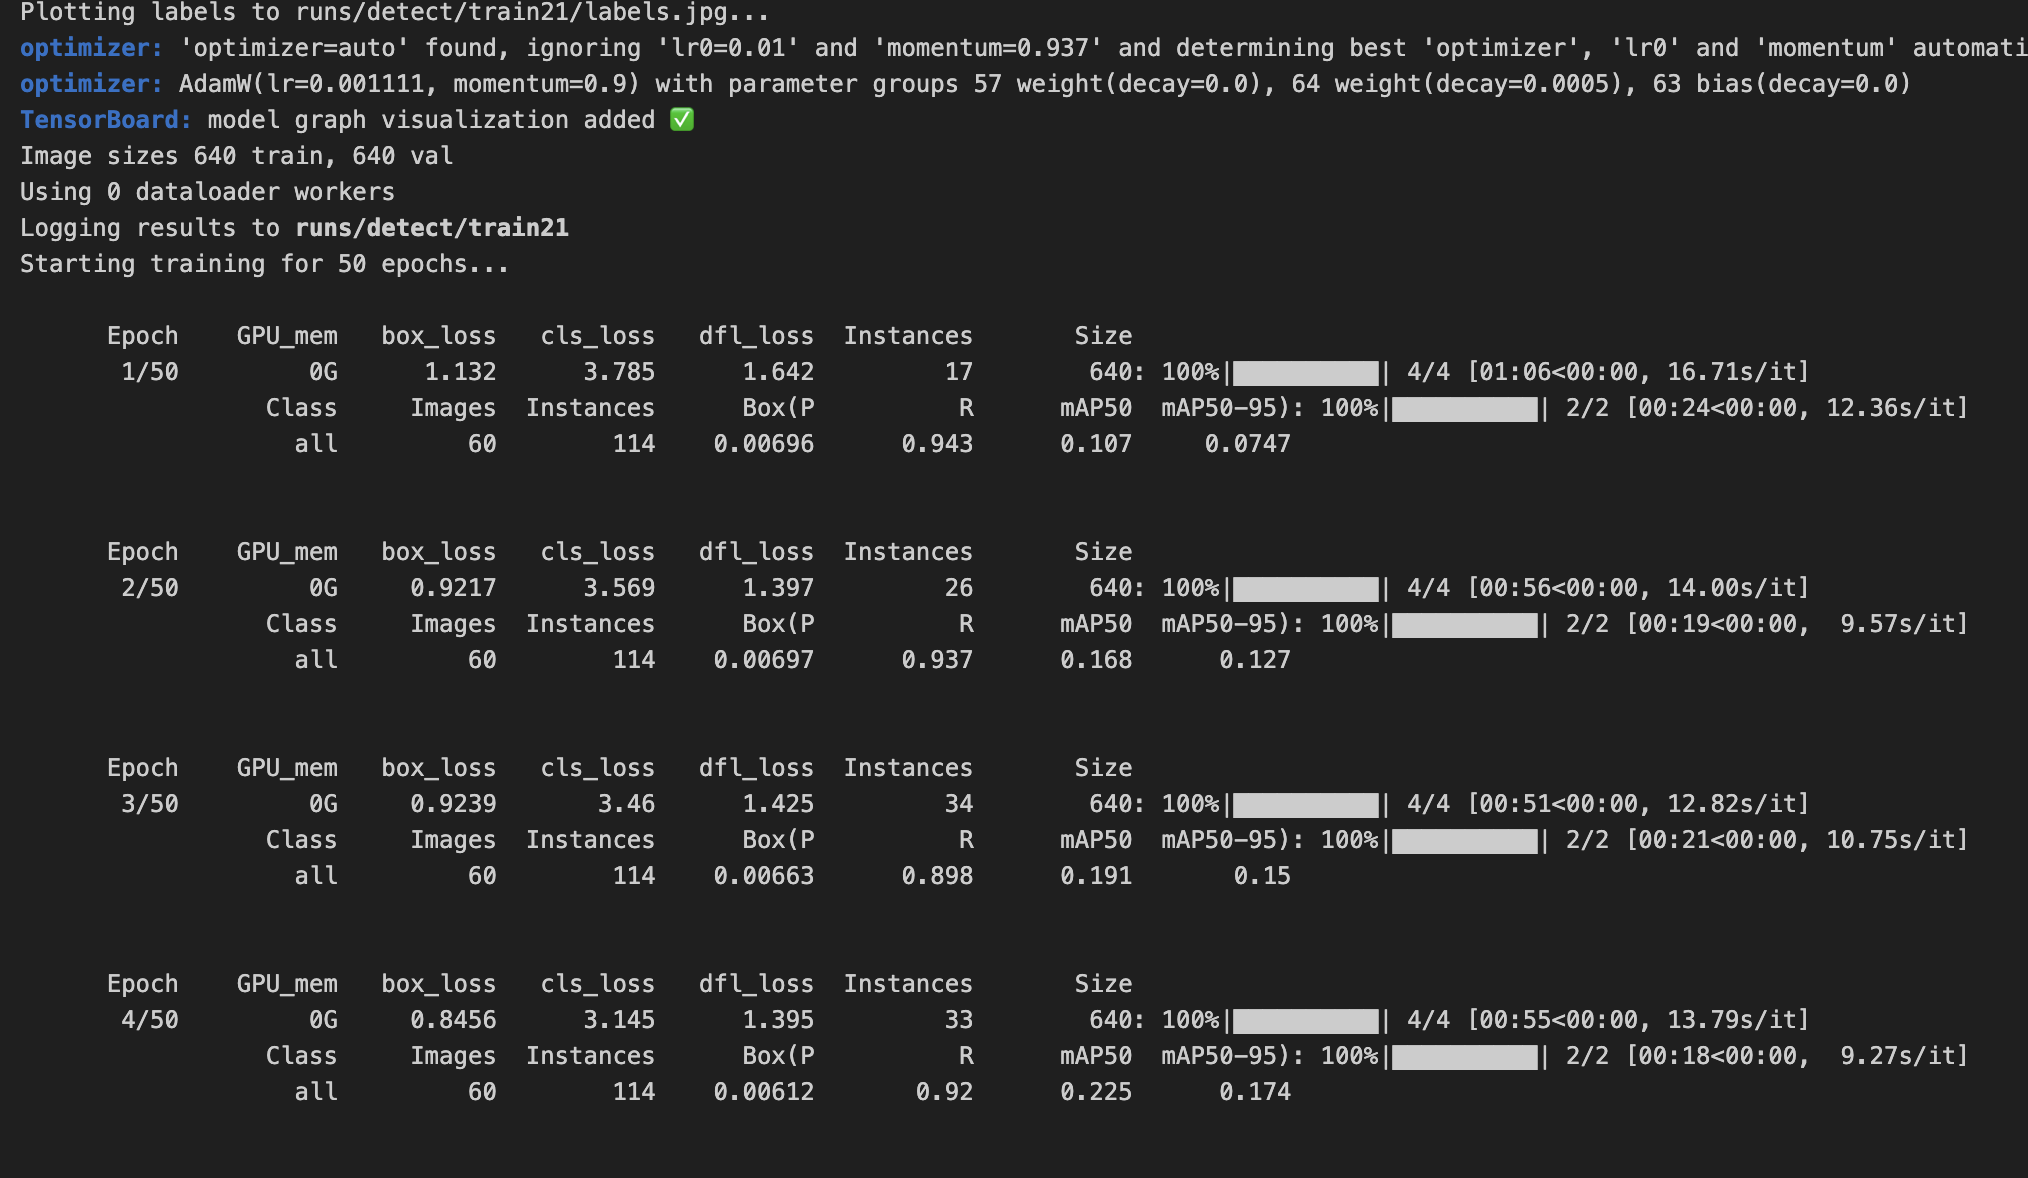 Plotting labels to runs/detect/train21/labels.jpg...
optimizer: 'optimizer=auto' found, ignoring 'lr0=0.01' and 'momentum=0.937' and determining best 'optimizer', 'lr0' and 'momentum' automati
optimizer: AdamW(lr=0.001111, momentum=0.9) with parameter groups 57 weight(decay=0.0), 64 weight(decay=0.0005), 63 bias(decay=0.0)
TensorBoard: model graph visualization added ✅
Image sizes 640 train, 640 val
Using 0 dataloader workers
Logging results to runs/detect/train21
Starting training for 50 epochs...
Epoch GPU_mem box_loss cls_loss dfl_loss Instances Size
1/50 0G 1.132 3.785 1.642 17 640: 100%|██████████| 4/4 [01:06<00:00, 16.71s/it]
Class Images Instances Box(P R mAP50 mAP50-95): 100%|██████████| 2/2 [00:24<00:00, 12.36s/it]
all 60 114 0.00696 0.943 0.107 0.0747
Epoch GPU_mem box_loss cls_loss dfl_loss Instances Size
2/50 0G 0.9217 3.569 1.397 26 640: 100%|██████████| 4/4 [00:56<00:00, 14.00s/it]
Class Images Instances Box(P R mAP50 mAP50-95): 100%|██████████| 2/2 [00:19<00:00, 9.57s/it]
all 60 114 0.00697 0.937 0.168 0.127
Epoch GPU_mem box_loss cls_loss dfl_loss Instances Size
3/50 0G 0.9239 3.46 1.425 34 640: 100%|██████████| 4/4 [00:51<00:00, 12.82s/it]
Class Images Instances Box(P R mAP50 mAP50-95): 100%|██████████| 2/2 [00:21<00:00, 10.75s/it]
all 60 114 0.00663 0.898 0.191 0.15
Epoch GPU_mem box_loss cls_loss dfl_loss Instances Size
4/50 0G 0.8456 3.145 1.395 33 640: 100%|██████████| 4/4 [00:55<00:00, 13.79s/it]
Class Images Instances Box(P R mAP50 mAP50-95): 100%|██████████| 2/2 [00:18<00:00, 9.27s/it]
all 60 114 0.00612 0.92 0.225 0.174